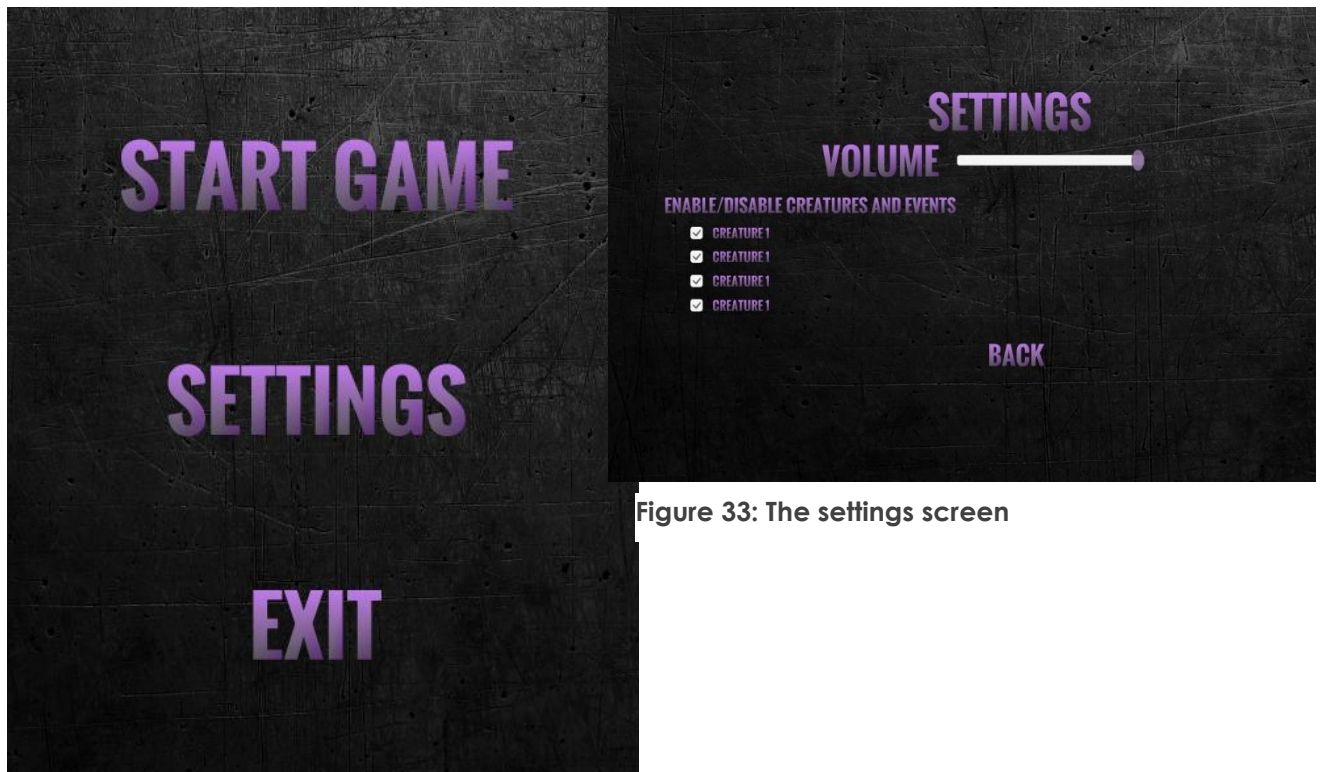 START GAME
SETTINGS
EXIT
SETTINGS
VOLUME
ENABLE/DISABLE CREATURES AND EVENTS
CREATURE 1
CREATURE 1
CREATURE 1
CREATURE 1
BACK
Figure 33: The settings screen